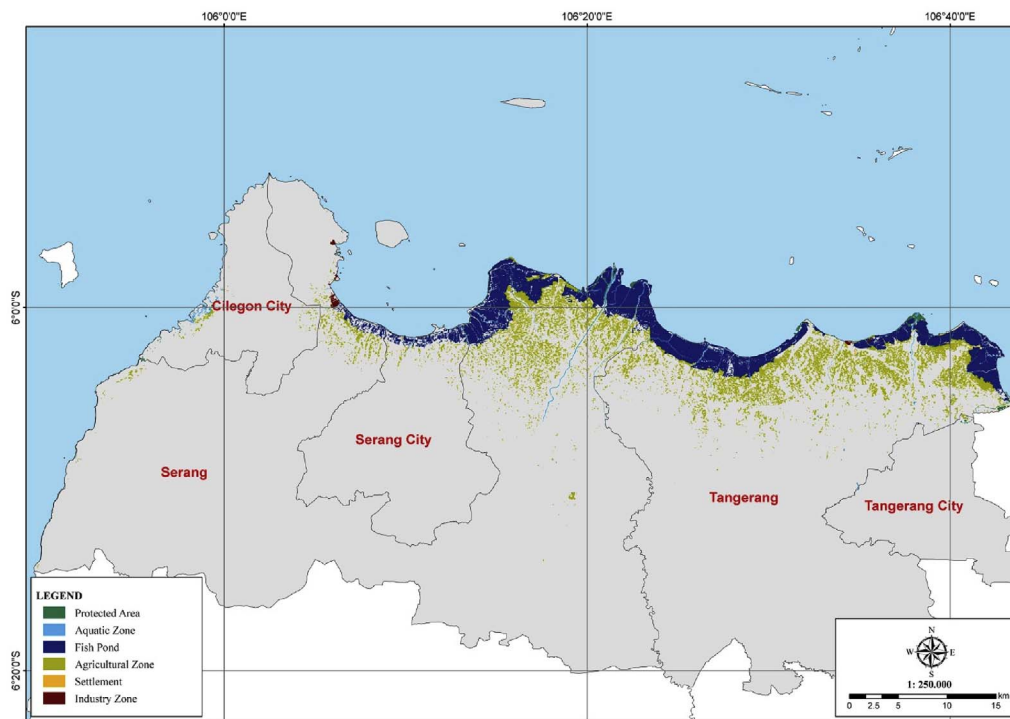 106°0'0"E 106°20'0"E 106°40'0"E
6°0'0"S
6°20'0"S
Cilegon City
Serang City
Serang
Tangerang
Tangerang City
LEGEND
Protected Area
Aquatic Zone
Fish Pond
Agricultural Zone
Settlement
Industry Zone
N
W E
S
1: 250.000
0 2.5 5 10 15
km